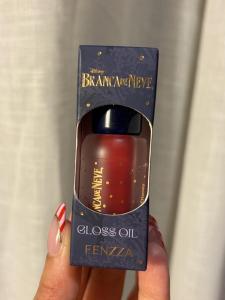 Disney
BRANCA DE NEVE
BRANCA DE NEVE
GLOSS OIL
FENZZA